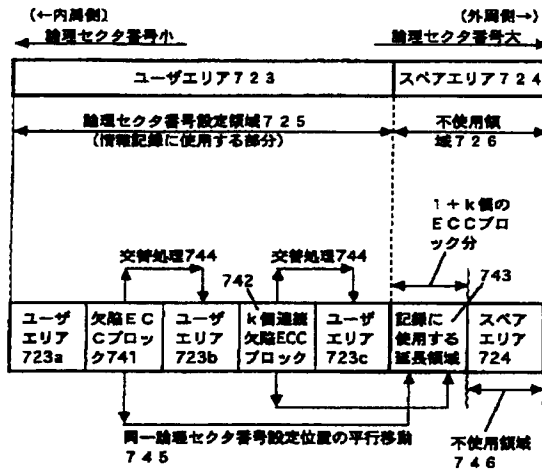 (←内周側)
論理セクタ番号小
(外周側→)
論理セクタ番号大
ユーザエリア723
スペアエリア724
論理セクタ番号設定領域725
(情報記録に使用する部分)
不使用領
域726
1+k個の
ECCブロ
ック分
交替処理744
742
交替処理744
743
ユーザ
エリア
723a
欠陥EC
Cブロッ
ク741
ユーザ
エリア
723b
k個連続
欠陥ECC
ブロック
ユーザ
エリア
723c
記録に
使用する
延長領域
スペア
エリア
724
同一論理セクタ番号設定位置の平行移動
745
不使用領域
746